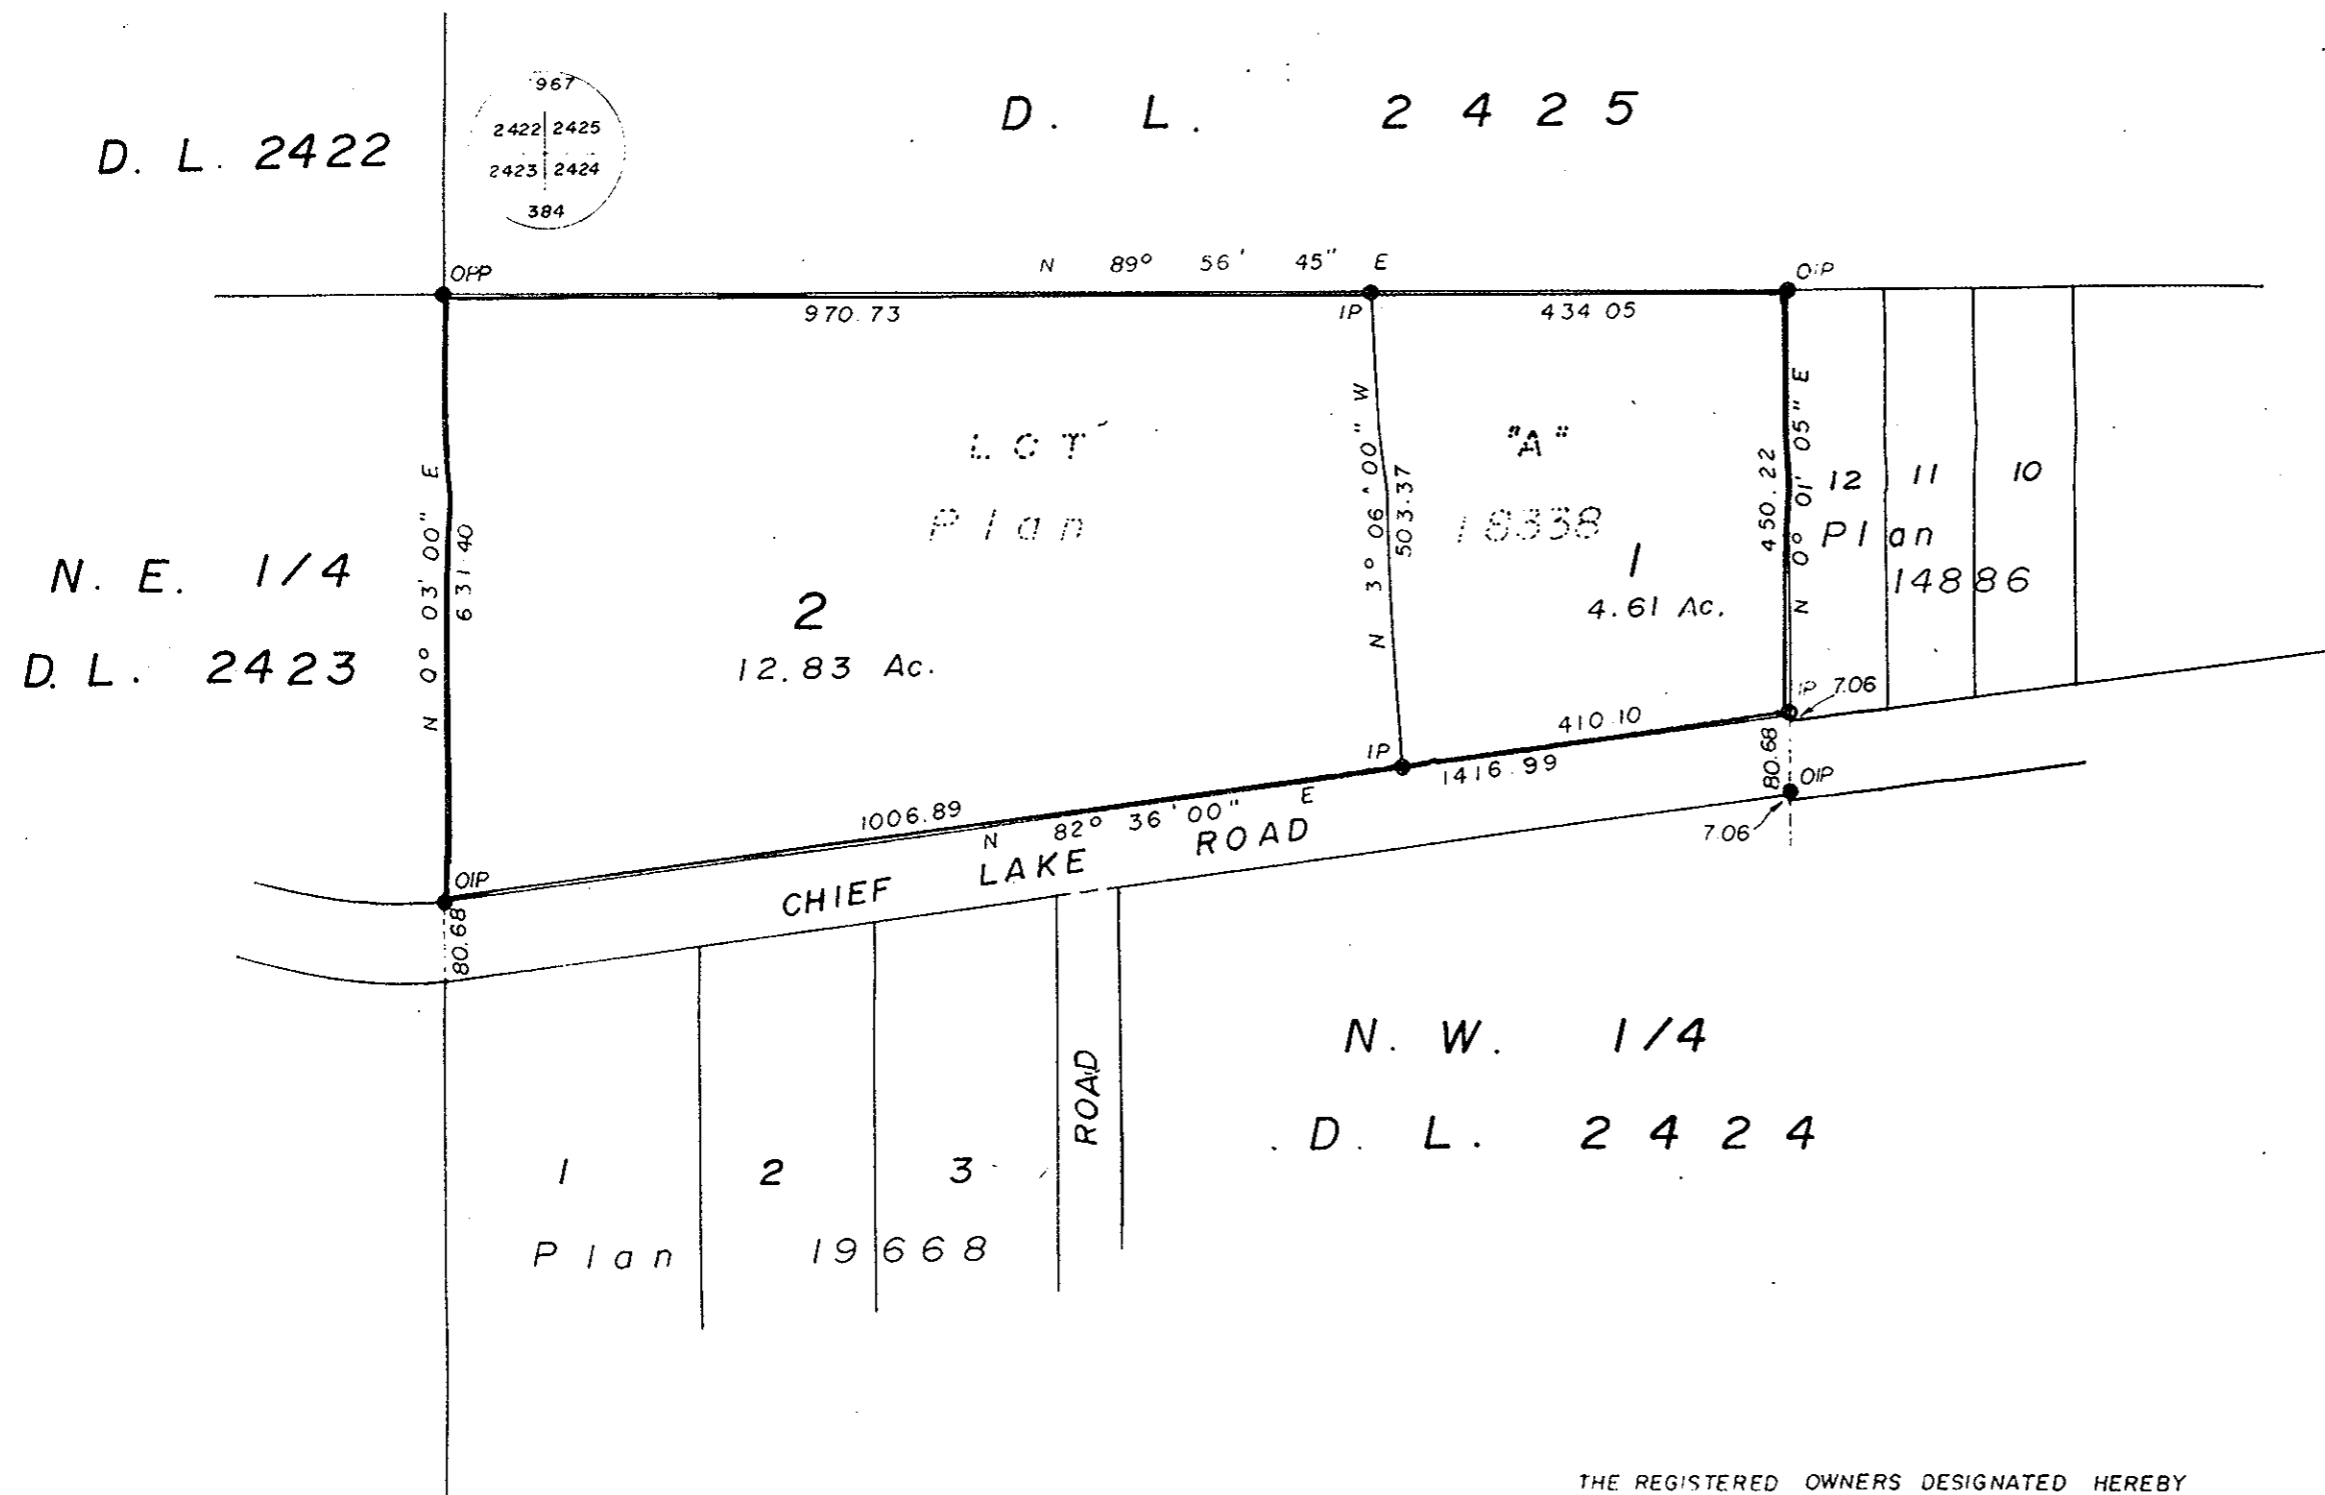 967
2422 2425
2423 2424
384
D. L. 2422
D. L. 2425
OPP
N 89° 56' 45" E
OIP
970.73
IP
434.05
N 0° 03' 00" E
631.40
N 3° 06' 00" W
503.37
450.22
N 0° 01' 05" E
LOT "A"
Plan 18338
12 11 10
Plan
14886
N. E. 1/4
D. L. 2423
2
12.83 Ac.
1
4.61 Ac.
IP 7.06
410.10
IP
1416.99
80.68
OIP
7.06
1006.89
N 82° 36' 00" E
CHIEF LAKE ROAD
OIP
80.68
ROAD
N. W. 1/4
D. L. 2424
1 2 3
Plan 19668
THE REGISTERED OWNERS DESIGNATED HEREBY